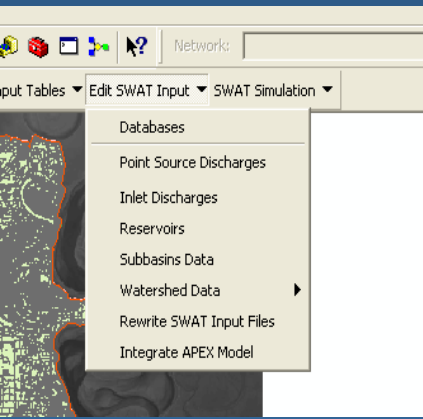 Network:
put Tables Edit SWAT Input SWAT Simulation
Databases
Point Source Discharges
Inlet Discharges
Reservoirs
Subbasins Data
Watershed Data
Rewrite SWAT Input Files
Integrate APEX Model